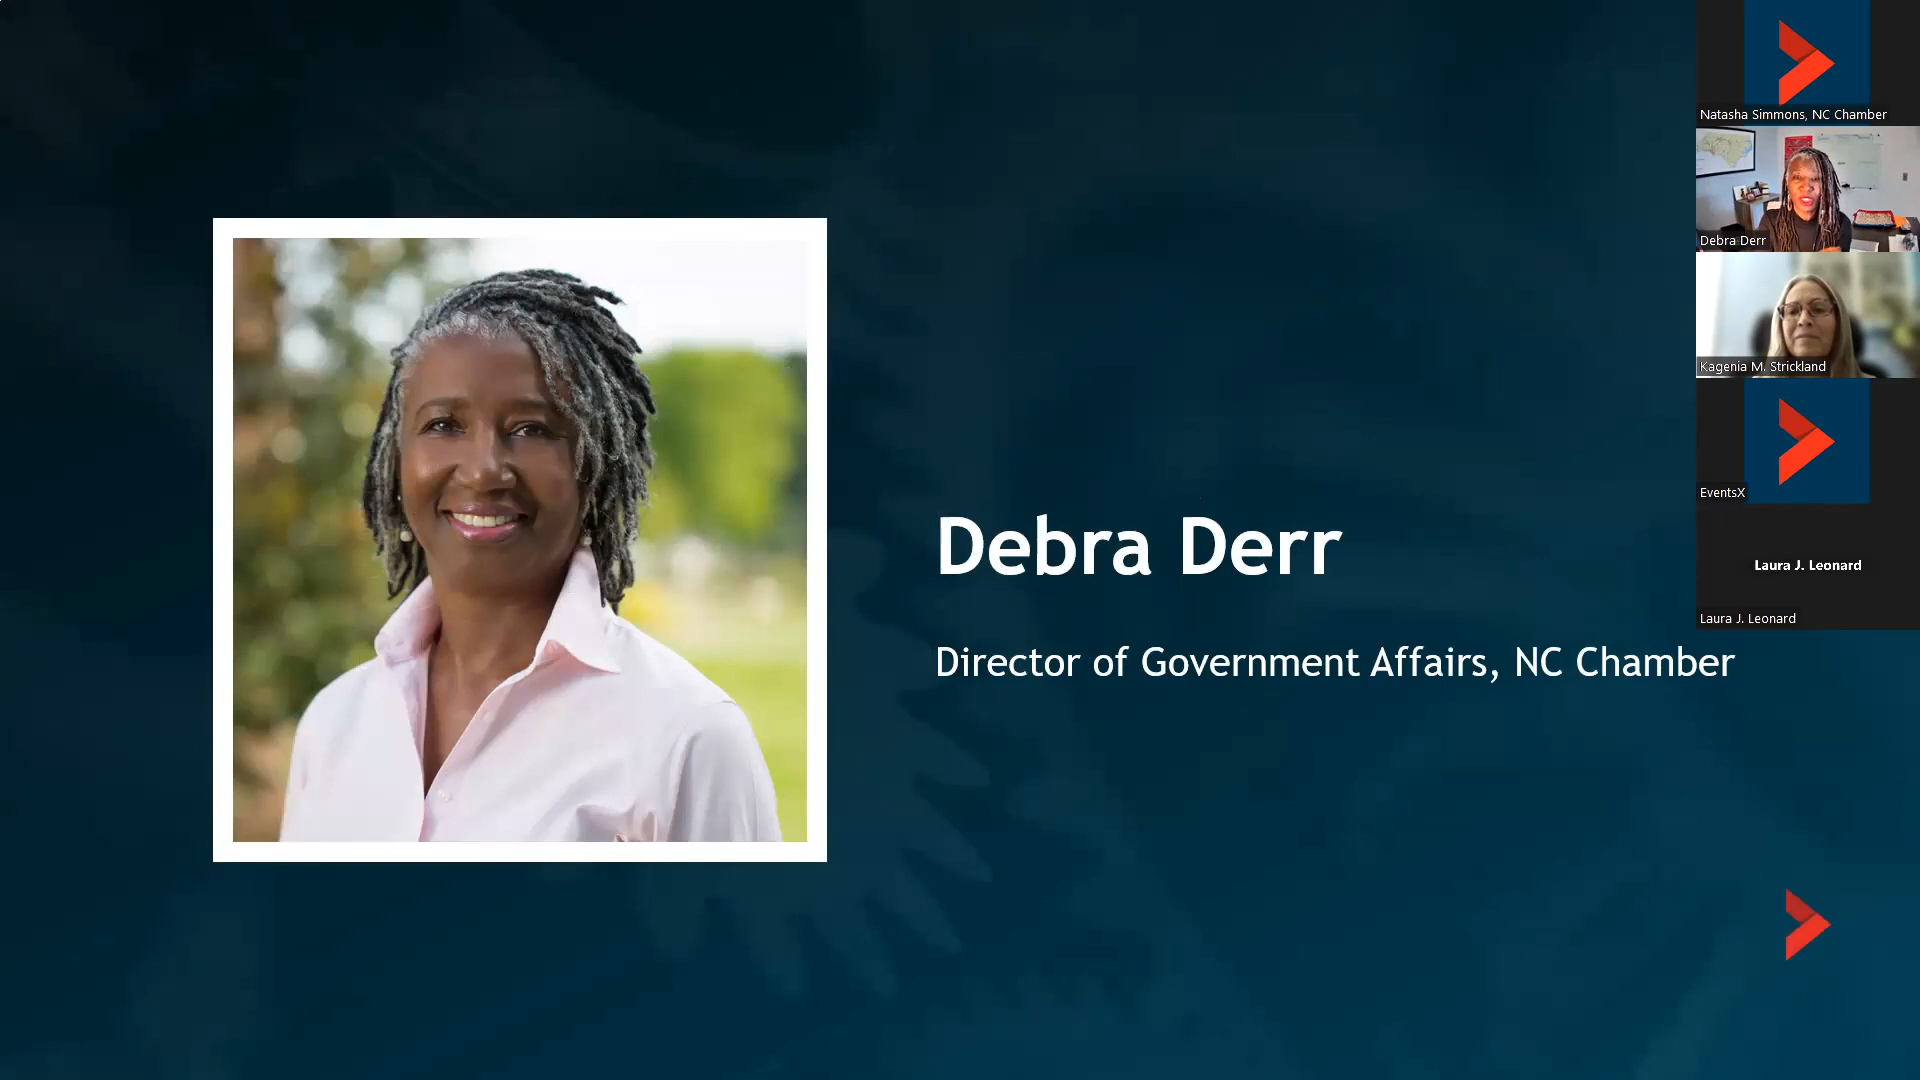 Debra Derr
Director of Government Affairs, NC Chamber
Natasha Simmons, NC Chamber
Debra Derr
Kagenia M. Strickland
EventsX
Laura J. Leonard
Laura J. Leonard